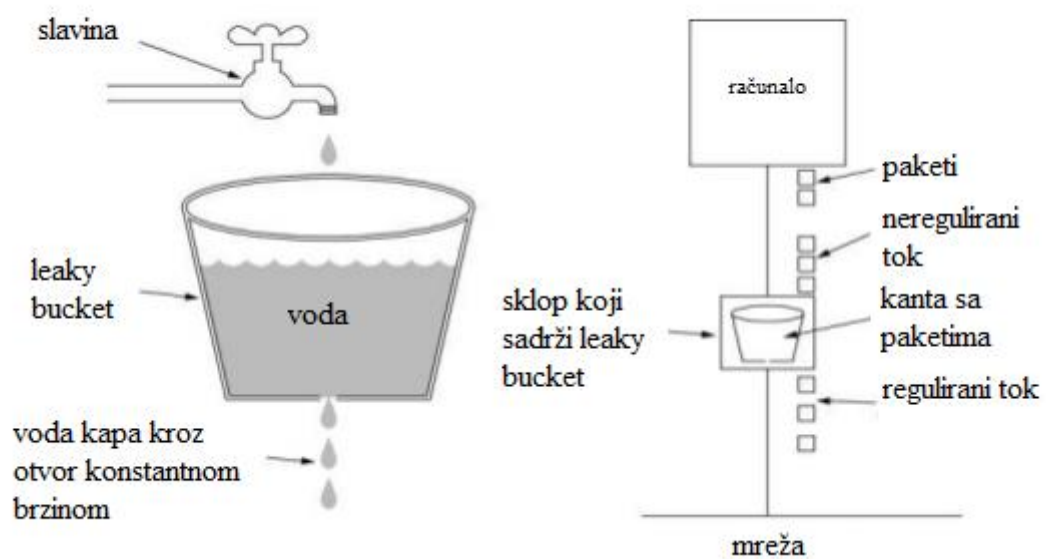 slavina
leaky
bucket
voda
voda kapa kroz
otvor konstantnom
brzinom
računalo
paketi
neregulirani
tok
sklop koji
sadrži leaky
bucket
kanta sa
paketima
regulirani tok
mreža